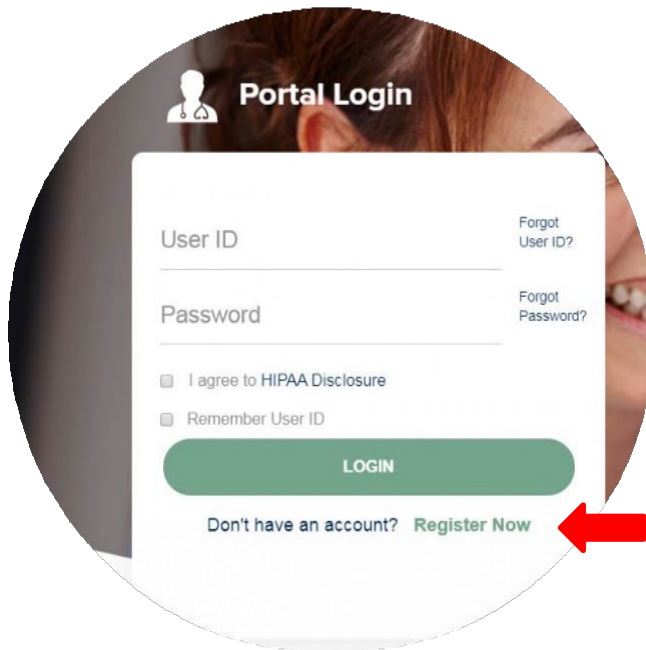 Portal Login
User ID
Forgot
User ID?
Password
Forgot
Password?
I agree to HIPAA Disclosure
Remember User ID
LOGIN
Don't have an account? Register Now